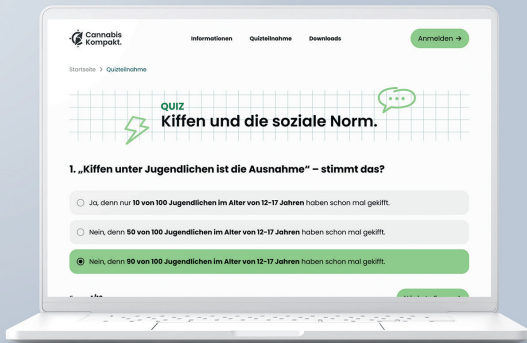 Cannabis
Kompakt.
Informationen Quizteilnahme Downloads
Anmelden →
Startseite > Quizteilnahme
QUIZ
Kiffen und die soziale Norm.
1. „Kiffen unter Jugendlichen ist die Ausnahme“ – stimmt das?
Ja, denn nur 10 von 100 Jugendlichen im Alter von 12-17 Jahren haben schon mal gekifft.
Nein, denn 50 von 100 Jugendlichen im Alter von 12-17 Jahren haben schon mal gekifft.
Nein, denn 90 von 100 Jugendlichen im Alter von 12-17 Jahren haben schon mal gekifft.